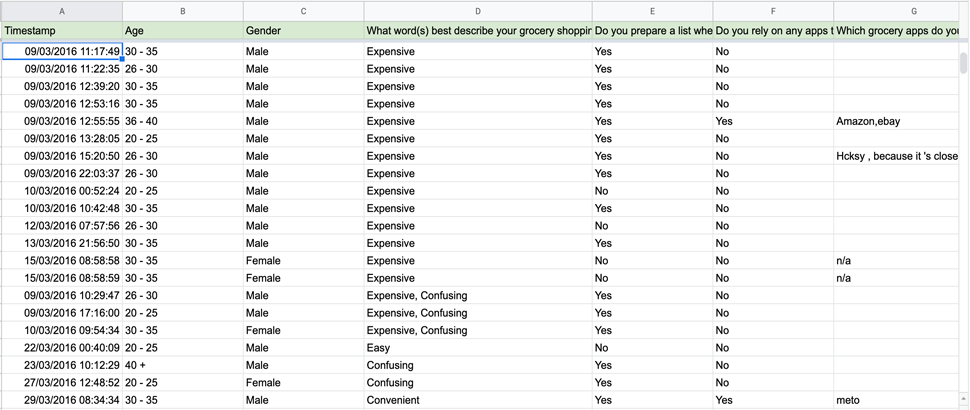 A B C D E F G
Timestamp Age Gender What word(s) best describe your grocery shoppin Do you prepare a list whe Do you rely on any apps t Which grocery apps do you
09/03/2016 11:17:49 30 - 35 Male Expensive Yes No
09/03/2016 11:22:35 26 - 30 Male Expensive Yes No
09/03/2016 12:39:20 30 - 35 Male Expensive Yes No
09/03/2016 12:53:16 30 - 35 Male Expensive Yes No
09/03/2016 12:55:55 36 - 40 Male Expensive Yes Yes Amazon,ebay
09/03/2016 13:28:05 20 - 25 Male Expensive Yes No
09/03/2016 15:20:50 26 - 30 Male Expensive Yes No Hcksy , because it 's close
09/03/2016 22:03:37 26 - 30 Male Expensive Yes No
10/03/2016 00:52:24 20 - 25 Male Expensive No No
10/03/2016 10:42:48 30 - 35 Male Expensive Yes No
12/03/2016 07:57:56 26 - 30 Male Expensive No No
13/03/2016 21:56:50 30 - 35 Male Expensive Yes No
15/03/2016 08:58:58 30 - 35 Female Expensive No No n/a
15/03/2016 08:58:59 30 - 35 Female Expensive No No n/a
09/03/2016 10:29:47 26 - 30 Male Expensive, Confusing Yes No
09/03/2016 17:16:00 20 - 25 Male Expensive, Confusing Yes No
10/03/2016 09:54:34 30 - 35 Female Expensive, Confusing Yes No
22/03/2016 00:40:09 20 - 25 Male Easy No No
23/03/2016 10:12:29 40 + Male Confusing Yes No
27/03/2016 12:48:52 20 - 25 Female Confusing Yes No
29/03/2016 08:34:34 30 - 35 Male Convenient Yes Yes meto